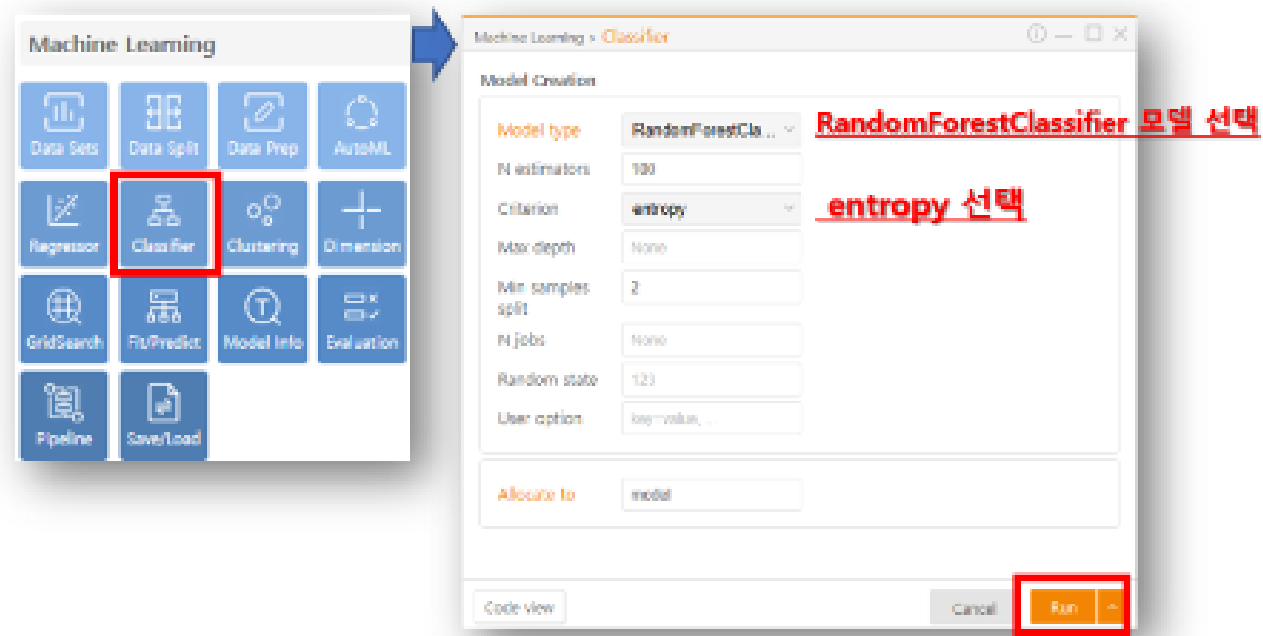 Machine Learning
Data Sets
Data Split
Data Prep
AutoML
Regressor
Classifier
Clustering
Dimension
GridSearch
Fit/Predict
Model Info
Evaluation
Pipeline
Save/Load
Machine Learning > Classifier
Model Creation
Model type RandomForestCla ...
RandomForestClassifier 모델 선택
N estimators 100
Criterion entropy
entropy 선택
Max depth None
Min samples split 2
N jobs None
Random state 123
User option key=value, ...
Allocate to model
Code view
Cancel
Run